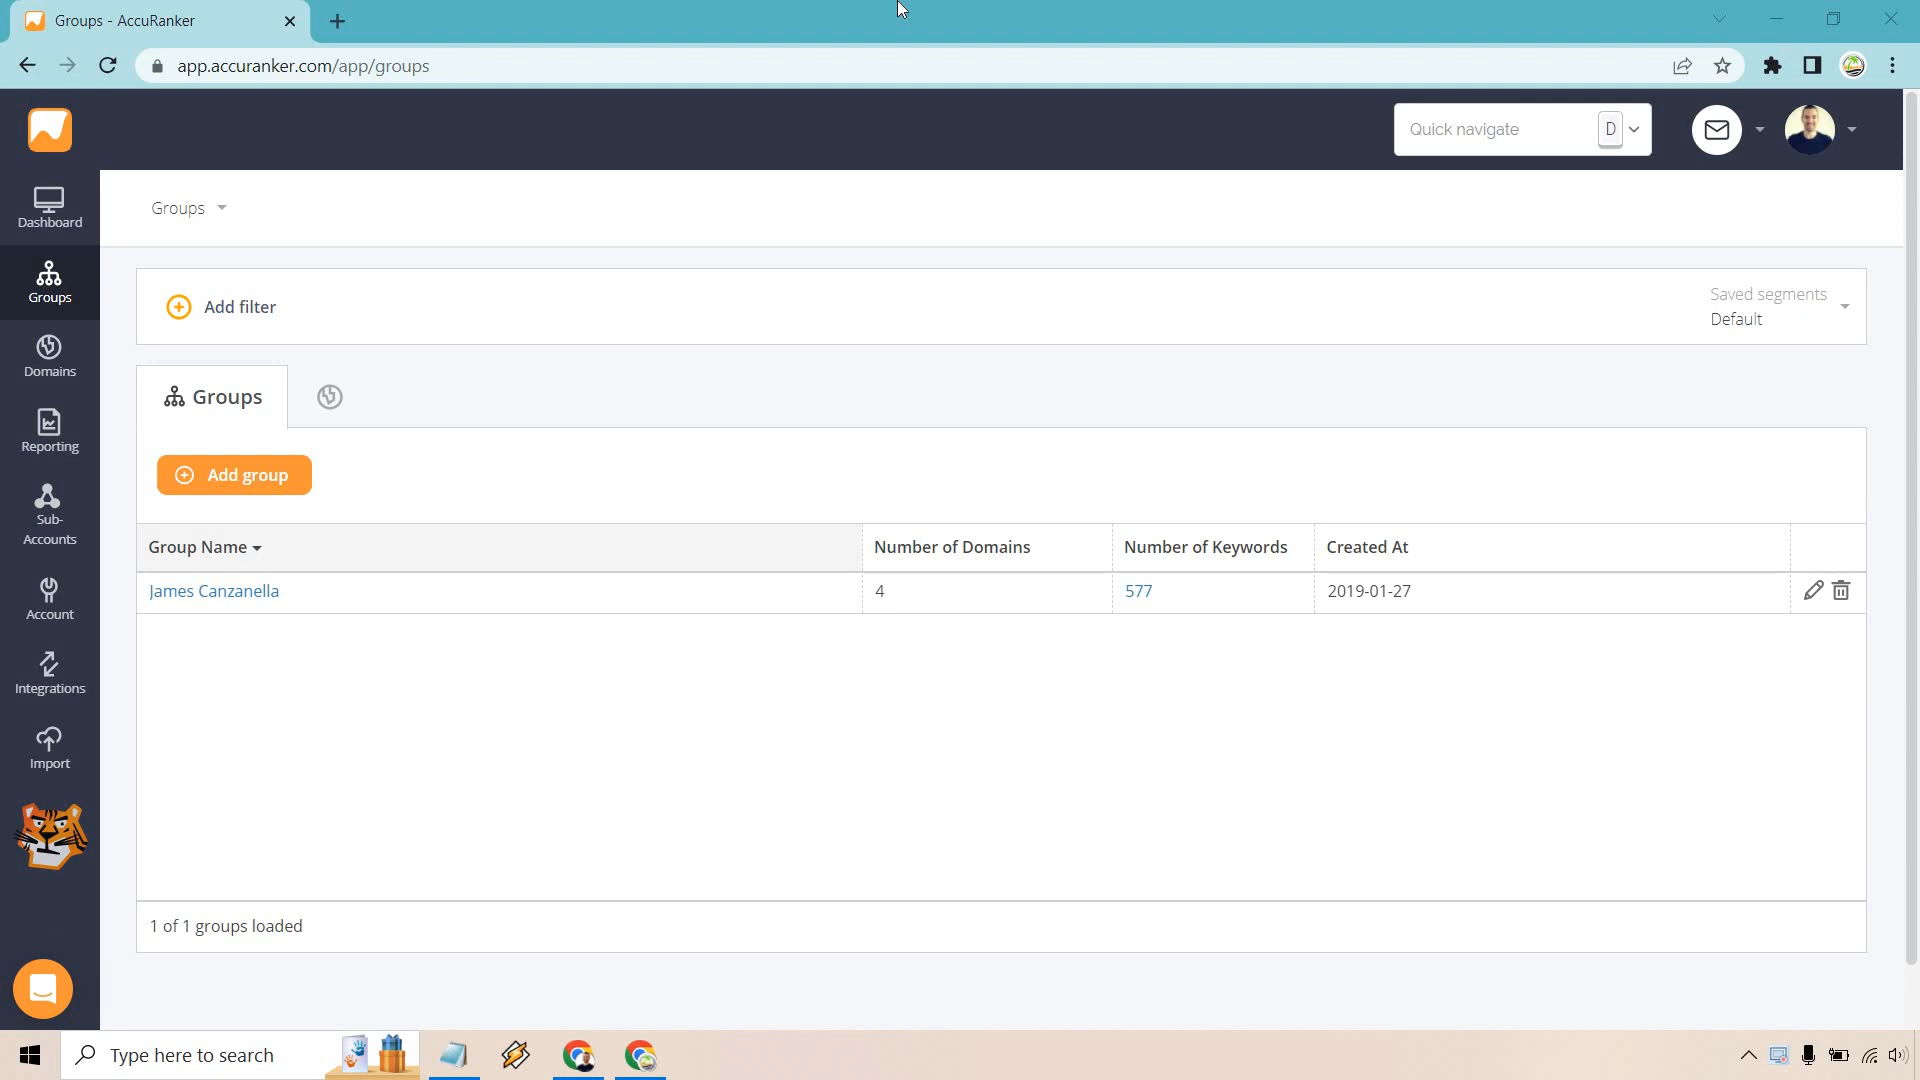 Groups - AccuRanker
app.accuranker.com/app/groups
Quick navigate D
Dashboard
Groups
Domains
Reporting
Sub-
Accounts
Account
Integrations
Import
Groups
Add filter
Saved segments
Default
Groups
Add group
Group Name Number of Domains Number of Keywords Created At
James Canzanella 4 577 2019-01-27
1 of 1 groups loaded
Type here to search